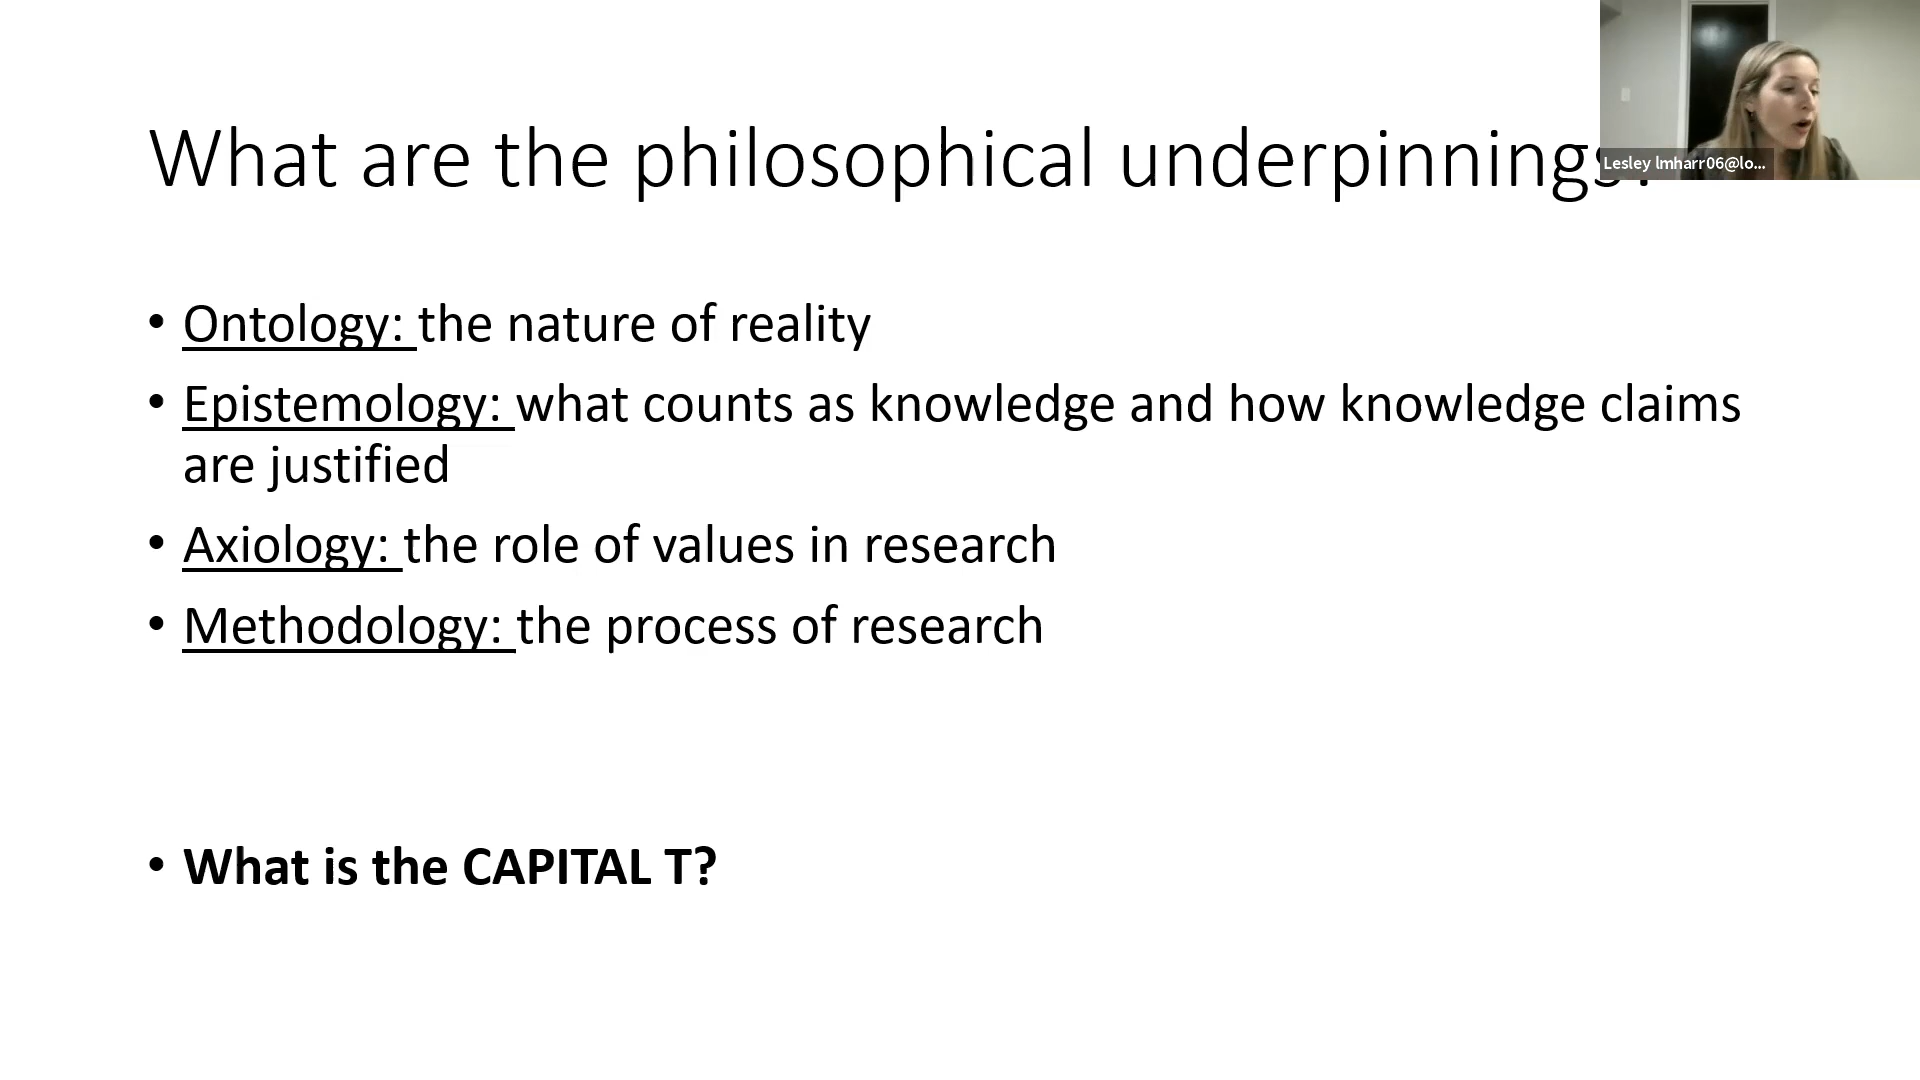 What are the philosophical underpinnings?
Lesley lmharr06@lo...
• Ontology: the nature of reality
• Epistemology: what counts as knowledge and how knowledge claims
are justified
• Axiology: the role of values in research
• Methodology: the process of research
• What is the CAPITAL T?